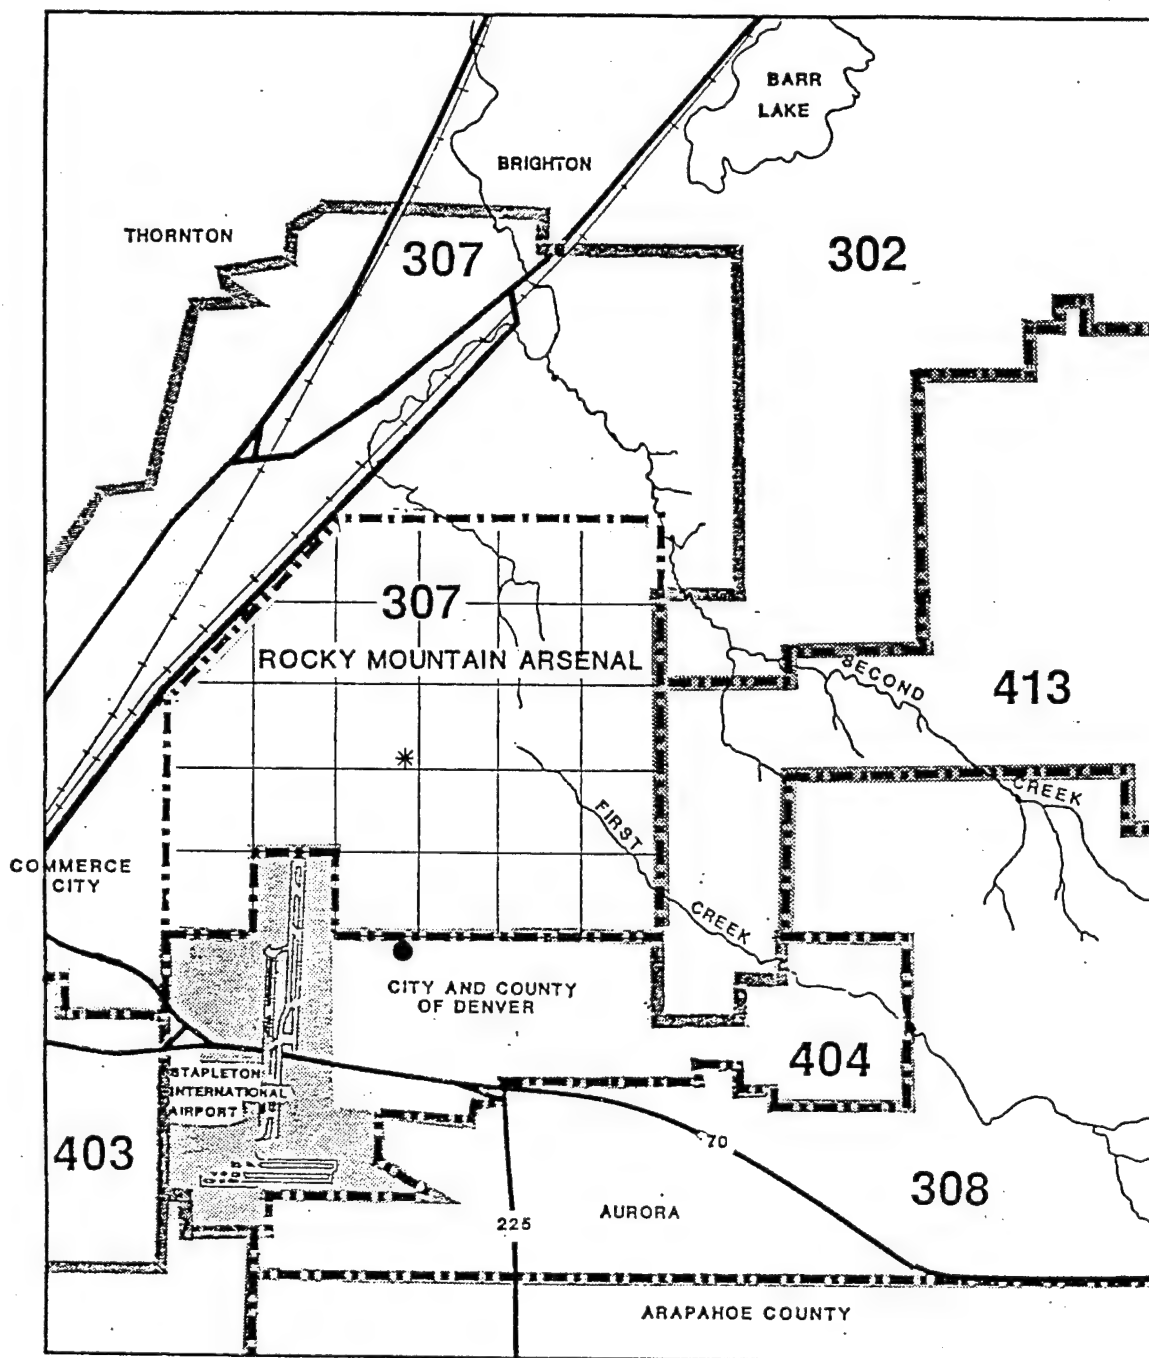 BARR
LAKE
BRIGHTON
THORNTON
307
302
307
ROCKY MOUNTAIN ARSENAL
SECOND
413
CREEK
FIRST
COMMERCE
CITY
CREEK
CITY AND COUNTY
OF DENVER
404
STAPLETON
INTERNATIONAL
AIRPORT
403
70
308
AURORA
225
ARAPAHOE COUNTY